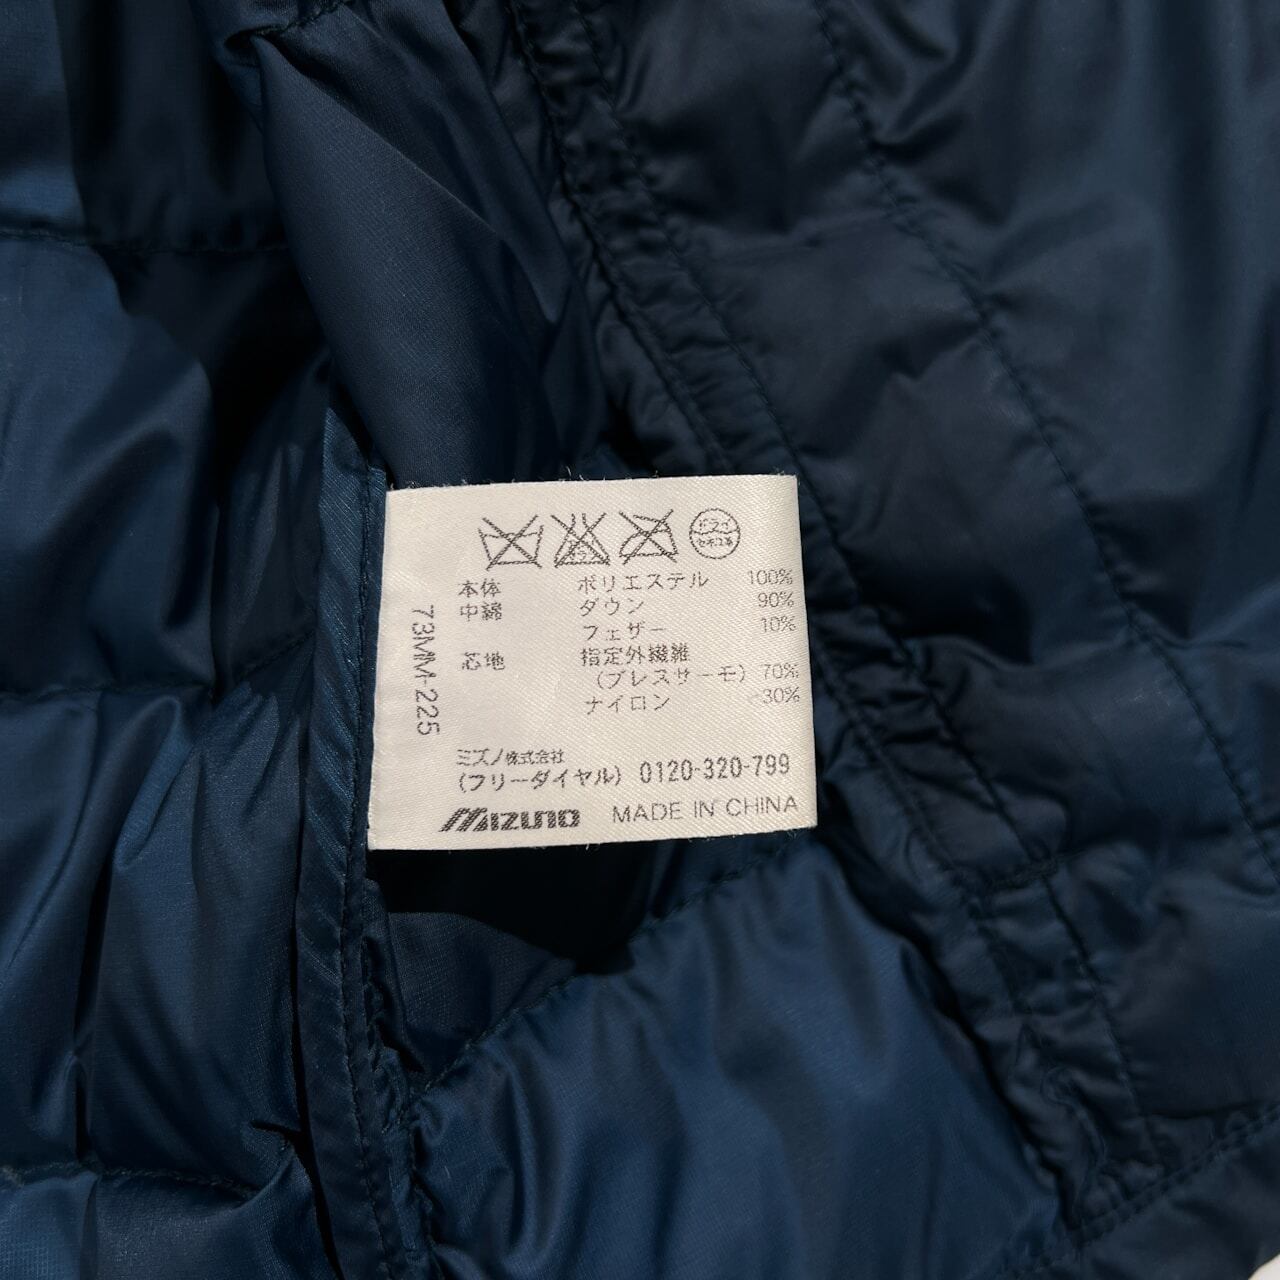 ドライ
セキユ系
本体 ポリエステル 100%
中綿 ダウン 90%
フェザー 10%
芯地 指定外繊維
(ブレスサーモ) 70%
ナイロン 30%
ミズノ株式会社
(フリーダイヤル) 0120-320-799
MIZUNO MADE IN CHINA
73MM-225